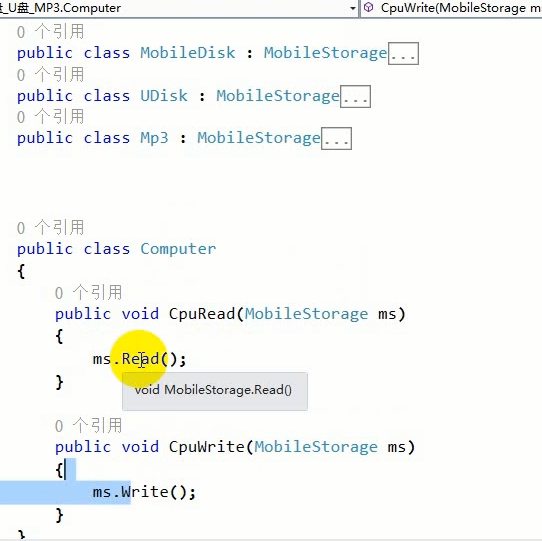 _U盘_MP3.Computer CpuWrite(MobileStorage m
0 个引用
public class MobileDisk : MobileStorage...
0 个引用
public class UDisk : MobileStorage...
0 个引用
public class Mp3 : MobileStorage...
0 个引用
public class Computer
{
0 个引用
public void CpuRead(MobileStorage ms)
{
ms.Read();
void MobileStorage.Read()
}
0 个引用
public void CpuWrite(MobileStorage ms)
{
ms.Write();
}
}